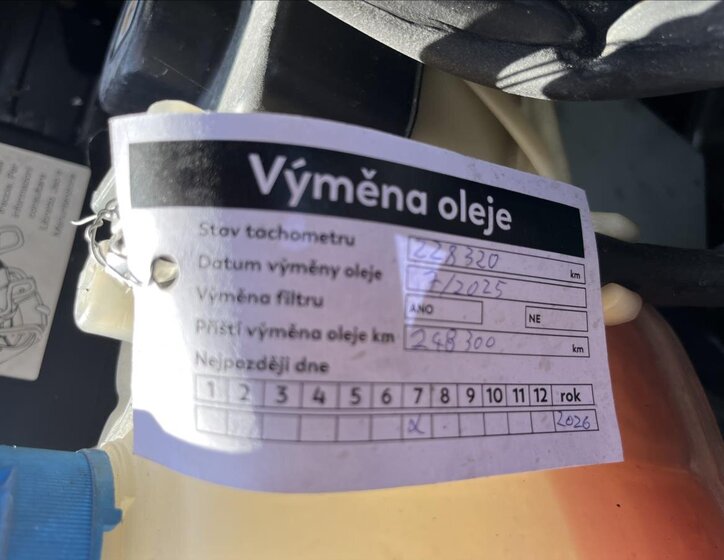 Výměna oleje
Stav tachometru 228320 km
Datum výměny oleje 7/2025
Výměna filtru ANO NE
Příští výměna oleje km 248300 km
Nejpozději dne
1 2 3 4 5 6 7 8 9 10 11 12 rok
x 2026